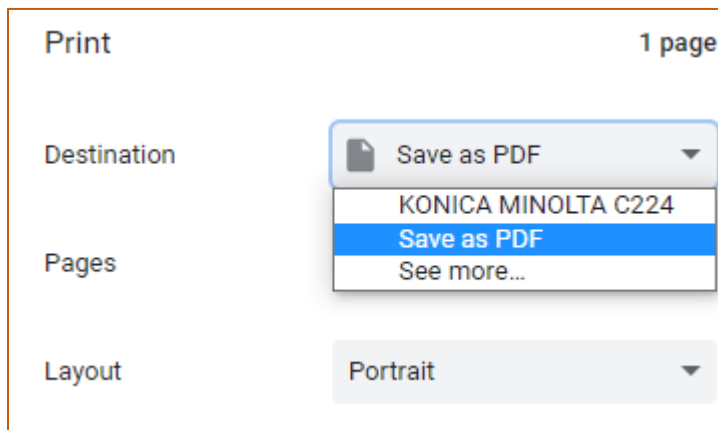 Print 1 page
Destination Save as PDF
KONICA MINOLTA C224
Save as PDF
Pages
See more...
Layout Portrait